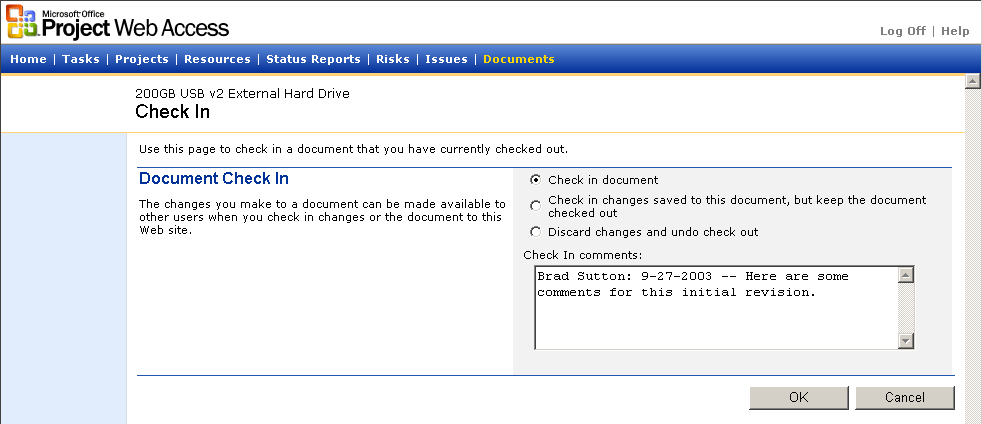 Microsoft Office
Project Web Access
Log Off | Help
Home | Tasks | Projects | Resources | Status Reports | Risks | Issues | Documents
200GB USB v2 External Hard Drive
Check In
Use this page to check in a document that you have currently checked out.
Document Check In
The changes you make to a document can be made available to
other users when you check in changes or the document to this
Web site.
Check in document
Check in changes saved to this document, but keep the document
checked out
Discard changes and undo check out
Check In comments:
Brad Sutton: 9-27-2003 -- Here are some
comments for this initial revision.
OK Cancel